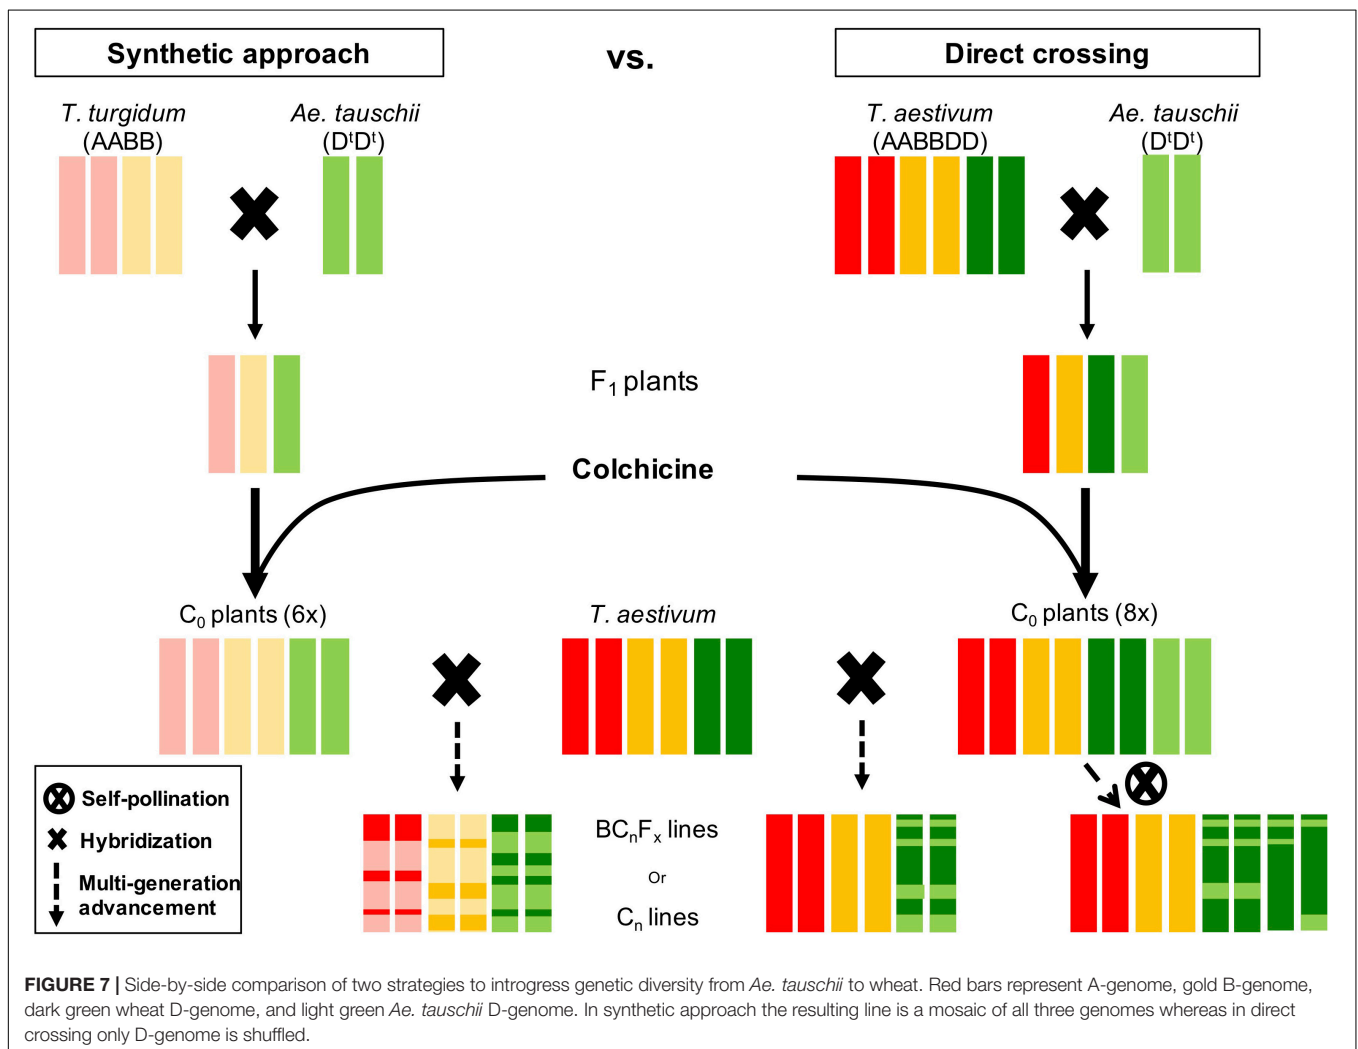 Synthetic approach
vs.
Direct crossing
T. turgidum
(AABB)
Ae. tauschii
(DᵗDᵗ)
T. aestivum
(AABBDD)
Ae. tauschii
(DᵗDᵗ)
F₁ plants
Colchicine
C₀ plants (6x)
T. aestivum
C₀ plants (8x)
Self-pollination
Hybridization
Multi-generation
advancement
BCₙFₓ lines
Or
Cₙ lines
FIGURE 7 | Side-by-side comparison of two strategies to introgress genetic diversity from Ae. tauschii to wheat. Red bars represent A-genome, gold B-genome,
dark green wheat D-genome, and light green Ae. tauschii D-genome. In synthetic approach the resulting line is a mosaic of all three genomes whereas in direct
crossing only D-genome is shuffled.